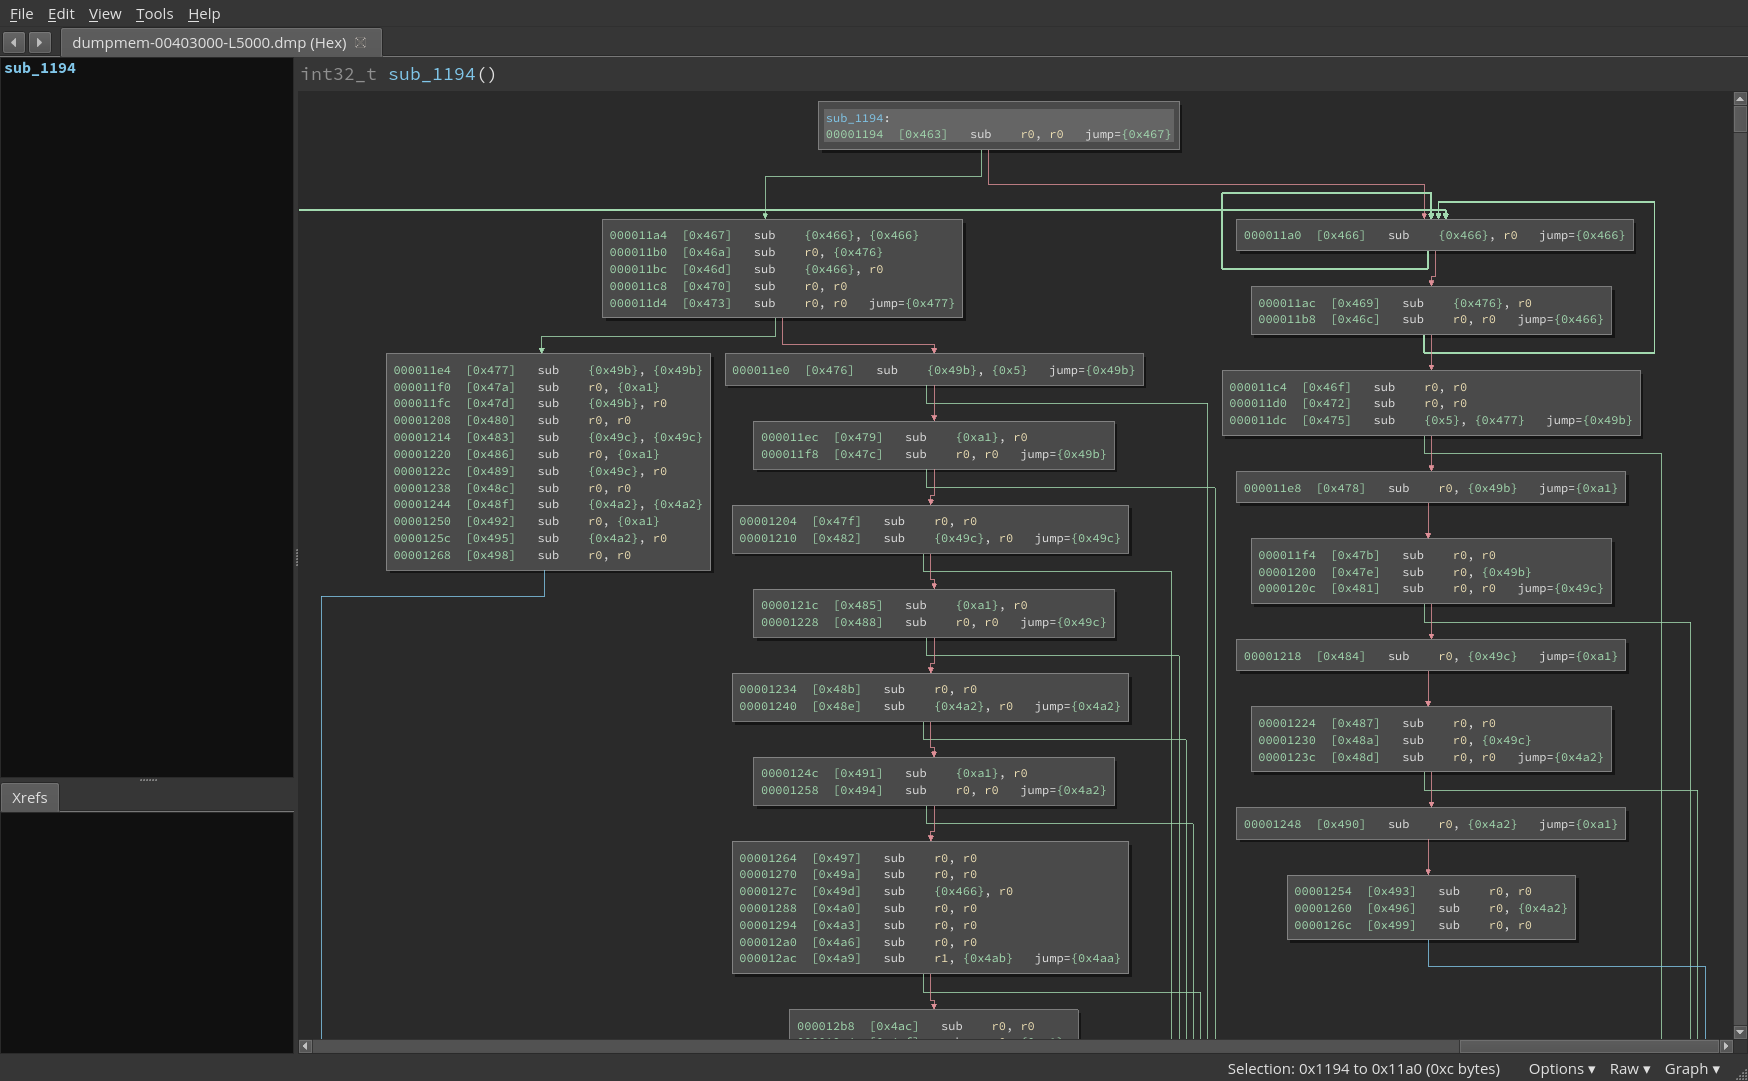 File Edit View Tools Help
dumpmem-00403000-L5000.dmp (Hex)
sub_1194
int32_t sub_1194()
sub_1194:
00001194 [0x463] sub r0, r0 jump={0x467}
000011a4 [0x467] sub {0x466}, {0x466}
000011b0 [0x46a] sub r0, {0x476}
000011bc [0x46d] sub {0x466}, r0
000011c8 [0x470] sub r0, r0
000011d4 [0x473] sub r0, r0 jump={0x477}
000011a0 [0x466] sub {0x466}, r0 jump={0x466}
000011ac [0x469] sub {0x476}, r0
000011b8 [0x46c] sub r0, r0 jump={0x466}
000011e4 [0x477] sub {0x49b}, {0x49b}
000011f0 [0x47a] sub r0, {0xa1}
000011fc [0x47d] sub {0x49b}, r0
00001208 [0x480] sub r0, r0
00001214 [0x483] sub {0x49c}, {0x49c}
00001220 [0x486] sub r0, {0xa1}
0000122c [0x489] sub {0x49c}, r0
00001238 [0x48c] sub r0, r0
00001244 [0x48f] sub {0x4a2}, {0x4a2}
00001250 [0x492] sub r0, {0xa1}
0000125c [0x495] sub {0x4a2}, r0
00001268 [0x498] sub r0, r0
000011e0 [0x476] sub {0x49b}, {0x5} jump={0x49b}
000011ec [0x479] sub {0xa1}, r0
000011f8 [0x47c] sub r0, r0 jump={0x49b}
00001204 [0x47f] sub r0, r0
00001210 [0x482] sub {0x49c}, r0 jump={0x49c}
0000121c [0x485] sub {0xa1}, r0
00001228 [0x488] sub r0, r0 jump={0x49c}
00001234 [0x48b] sub r0, r0
00001240 [0x48e] sub {0x4a2}, r0 jump={0x4a2}
0000124c [0x491] sub {0xa1}, r0
00001258 [0x494] sub r0, r0 jump={0x4a2}
00001264 [0x497] sub r0, r0
00001270 [0x49a] sub r0, r0
0000127c [0x49d] sub {0x466}, r0
00001288 [0x4a0] sub r0, r0
00001294 [0x4a3] sub r0, r0
000012a0 [0x4a6] sub r0, r0
000012ac [0x4a9] sub r1, {0x4ab} jump={0x4aa}
000012b8 [0x4ac] sub r0, r0
000011c4 [0x46f] sub r0, r0
000011d0 [0x472] sub r0, r0
000011dc [0x475] sub {0x5}, {0x477} jump={0x49b}
000011e8 [0x478] sub r0, {0x49b} jump={0xa1}
000011f4 [0x47b] sub r0, r0
00001200 [0x47e] sub r0, {0x49b}
0000120c [0x481] sub r0, r0 jump={0x49c}
00001218 [0x484] sub r0, {0x49c} jump={0xa1}
00001224 [0x487] sub r0, r0
00001230 [0x48a] sub r0, {0x49c}
0000123c [0x48d] sub r0, r0 jump={0x4a2}
00001248 [0x490] sub r0, {0x4a2} jump={0xa1}
00001254 [0x493] sub r0, r0
00001260 [0x496] sub r0, {0x4a2}
0000126c [0x499] sub r0, r0
Xrefs
Selection: 0x1194 to 0x11a0 (0xc bytes) Options ▾ Raw ▾ Graph ▾